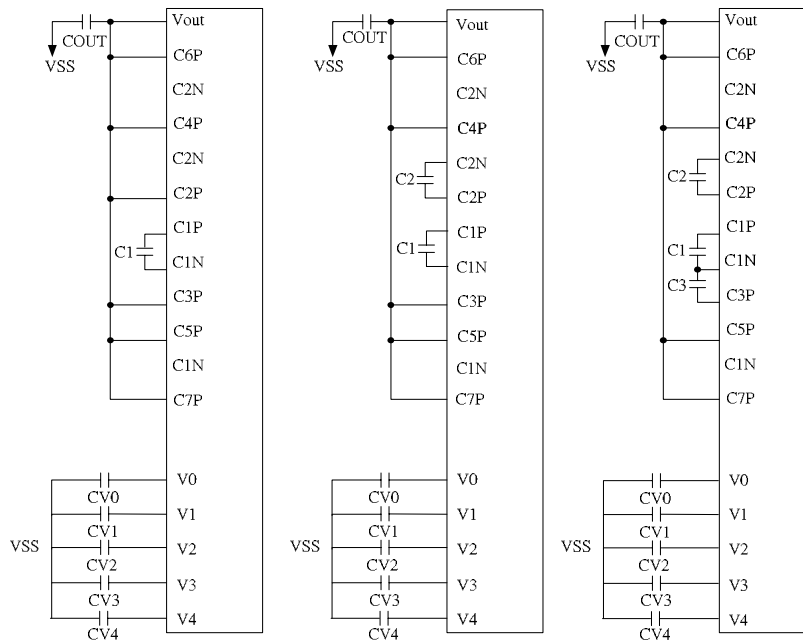 Vout
COUT
VSS
C6P
C2N
C4P
C2N
C2P
C1P
C1
C1N
C3P
C5P
C1N
C7P
V0
CV0
V1
CV1
VSS
V2
CV2
V3
CV3
V4
CV4
Vout
COUT
VSS
C6P
C2N
C4P
C2N
C2
C2P
C1P
C1
C1N
C3P
C5P
C1N
C7P
V0
CV0
V1
CV1
VSS
V2
CV2
V3
CV3
V4
CV4
Vout
COUT
VSS
C6P
C2N
C4P
C2N
C2
C2P
C1P
C1
C1N
C3
C3P
C5P
C1N
C7P
V0
CV0
V1
CV1
VSS
V2
CV2
V3
CV3
V4
CV4